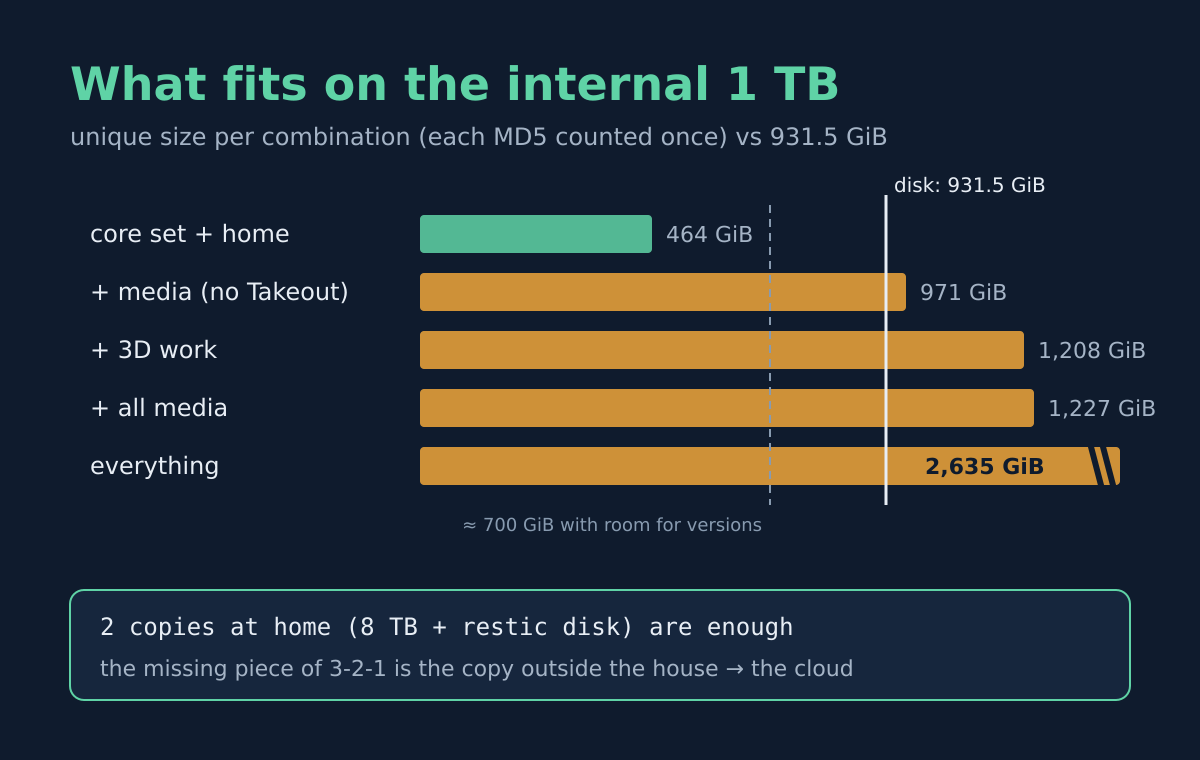 What fits on the internal 1 TB
unique size per combination (each MD5 counted once) vs 931.5 GiB
disk: 931.5 GiB
core set + home 464 GiB
+ media (no Takeout) 971 GiB
+ 3D work 1,208 GiB
+ all media 1,227 GiB
everything 2,635 GiB
≈ 700 GiB with room for versions
2 copies at home (8 TB + restic disk) are enough
the missing piece of 3-2-1 is the copy outside the house → the cloud